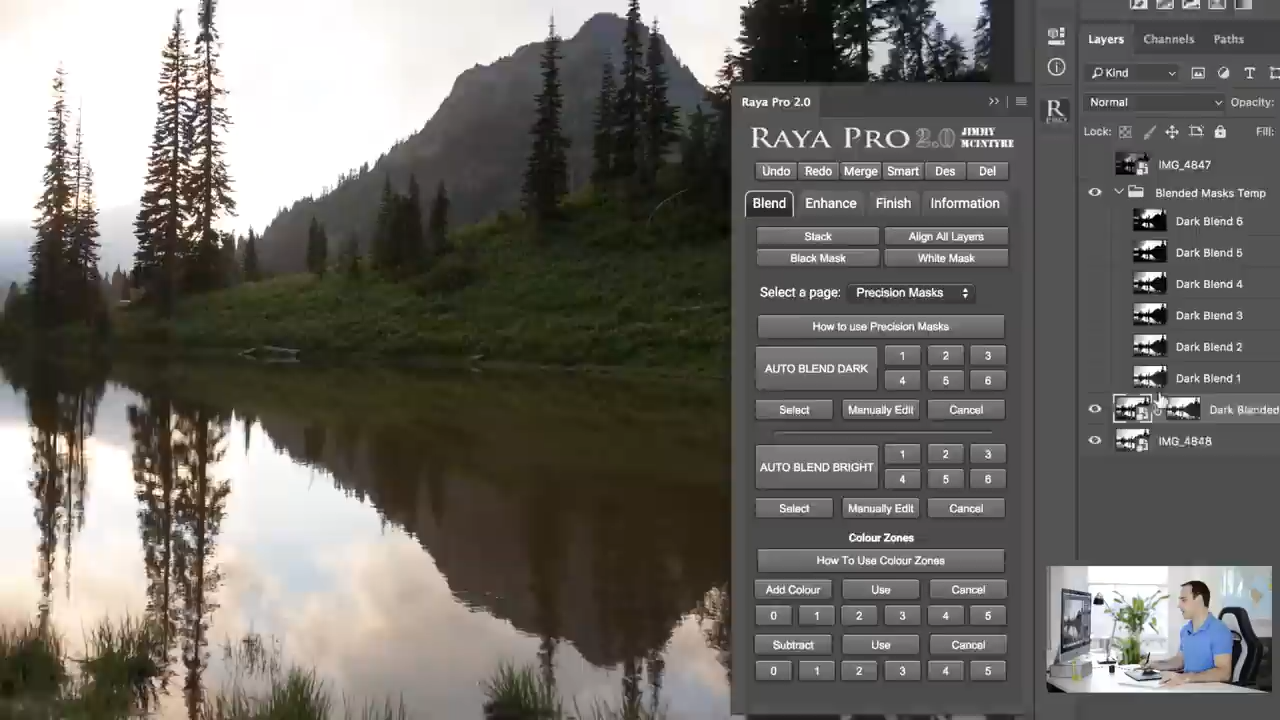 Layers Channels Paths
Kind
Normal Opacity:
Lock: Fill:
IMG_4847
Blended Masks Temp
Dark Blend 6
Dark Blend 5
Dark Blend 4
Dark Blend 3
Dark Blend 2
Dark Blend 1
Dark Blended
IMG_4848
Raya Pro 2.0
RAYA PRO 2.0 JIMMY MCINTYRE
Undo Redo Merge Smart Des Del
Blend Enhance Finish Information
Stack Align All Layers
Black Mask White Mask
Select a page: Precision Masks
How to use Precision Masks
AUTO BLEND DARK 1 2 3
4 5 6
Select Manually Edit Cancel
AUTO BLEND BRIGHT 1 2 3
4 5 6
Select Manually Edit Cancel
Colour Zones
How To Use Colour Zones
Add Colour Use Cancel
0 1 2 3 4 5
Subtract Use Cancel
0 1 2 3 4 5